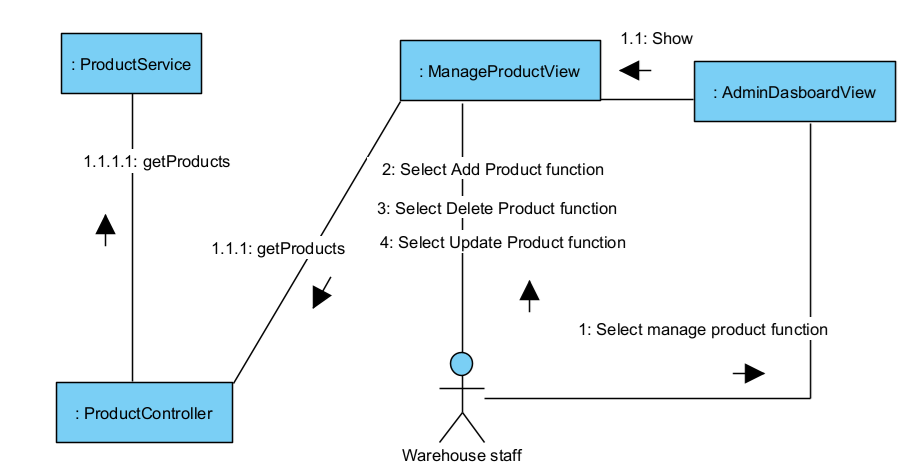 1.1: Show
: ProductService
: ManageProductView
: AdminDasboardView
1.1.1.1: getProducts
2: Select Add Product function
3: Select Delete Product function
4: Select Update Product function
1.1.1: getProducts
1: Select manage product function
: ProductController
Warehouse staff